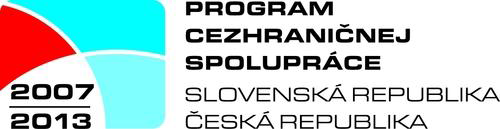 2007
2013
PROGRAM
CEZHRANIČNEJ
SPOLUPRÁCE
SLOVENSKÁ REPUBLIKA
ČESKÁ REPUBLIKA